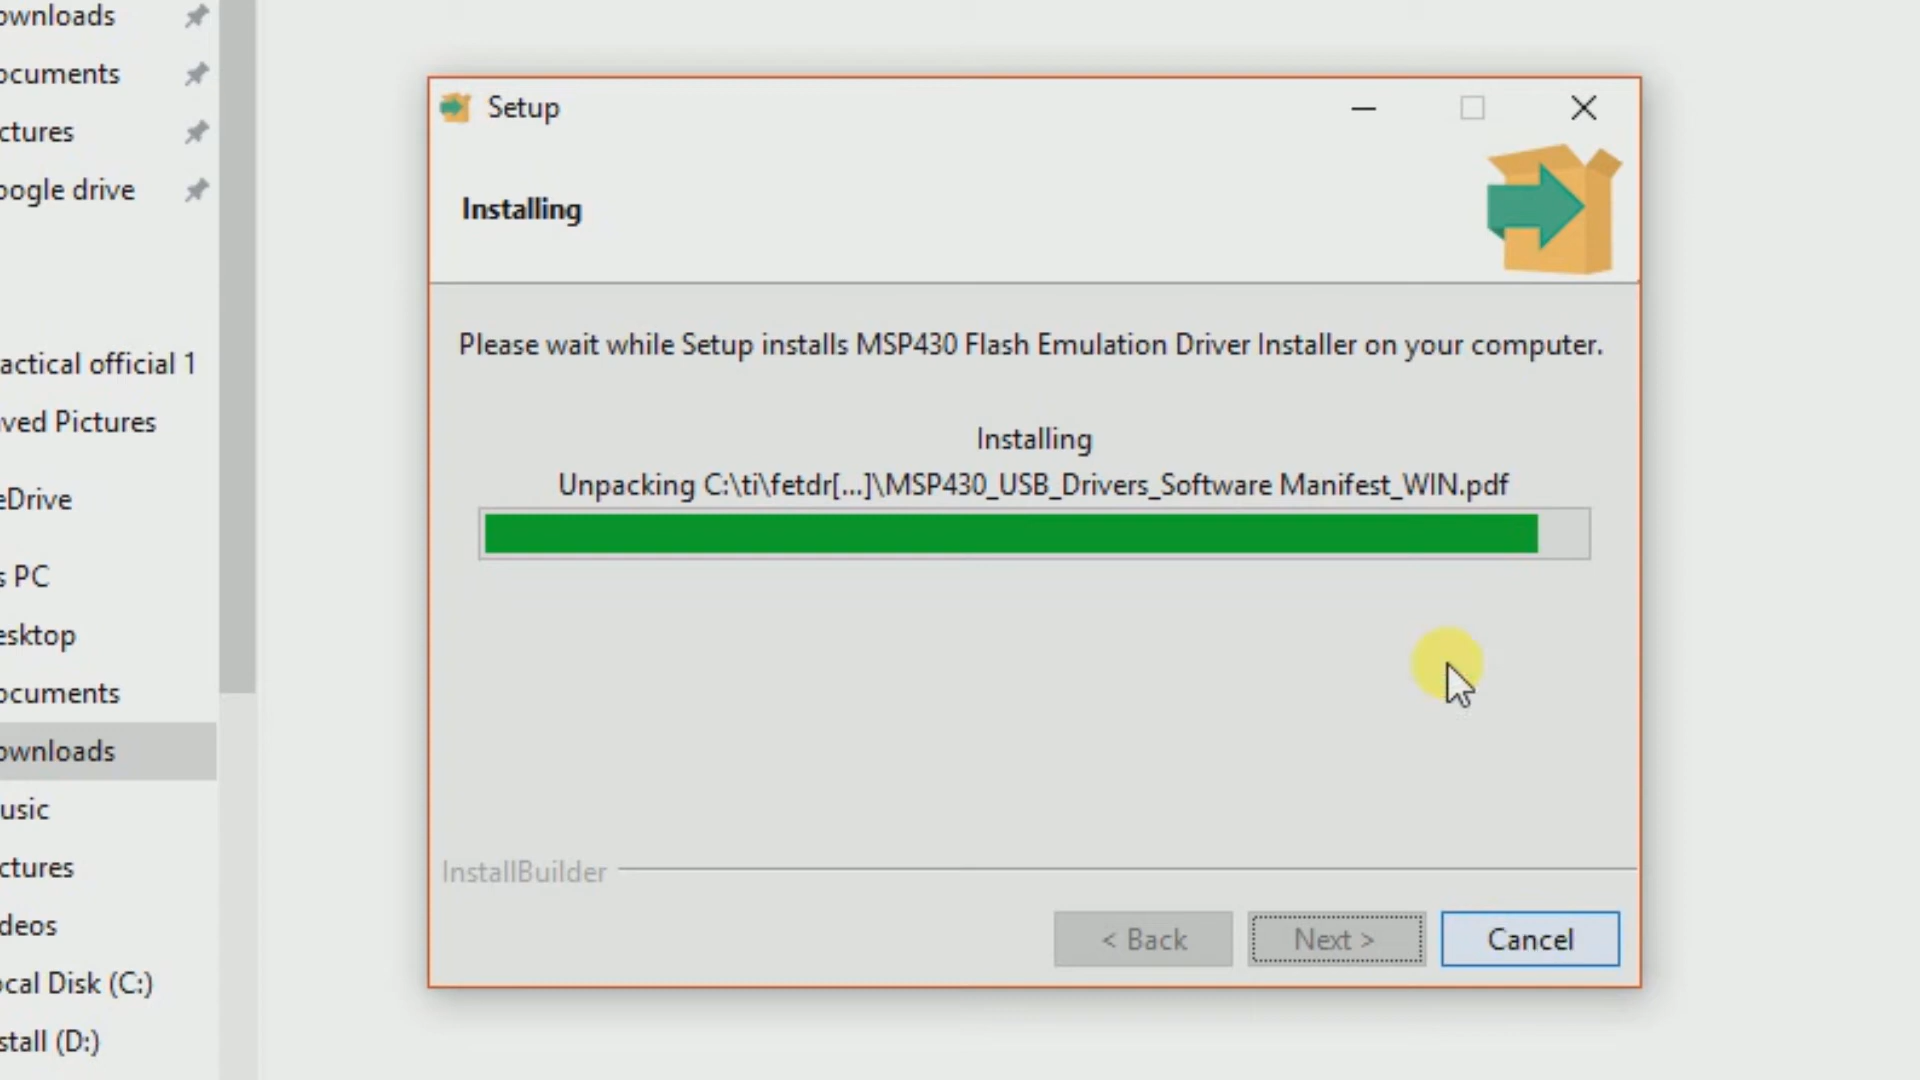 ownloads
ocuments
ctures
oogle drive
actical official 1
ved Pictures
eDrive
s PC
esktop
ocuments
ownloads
usic
ctures
deos
ocal Disk (C:)
stall (D:)
Setup
Installing
Please wait while Setup installs MSP430 Flash Emulation Driver Installer on your computer.
Installing
Unpacking C:\ti\fetdr[...]\MSP430_USB_Drivers_Software Manifest_WIN.pdf
InstallBuilder
< Back
Next >
Cancel